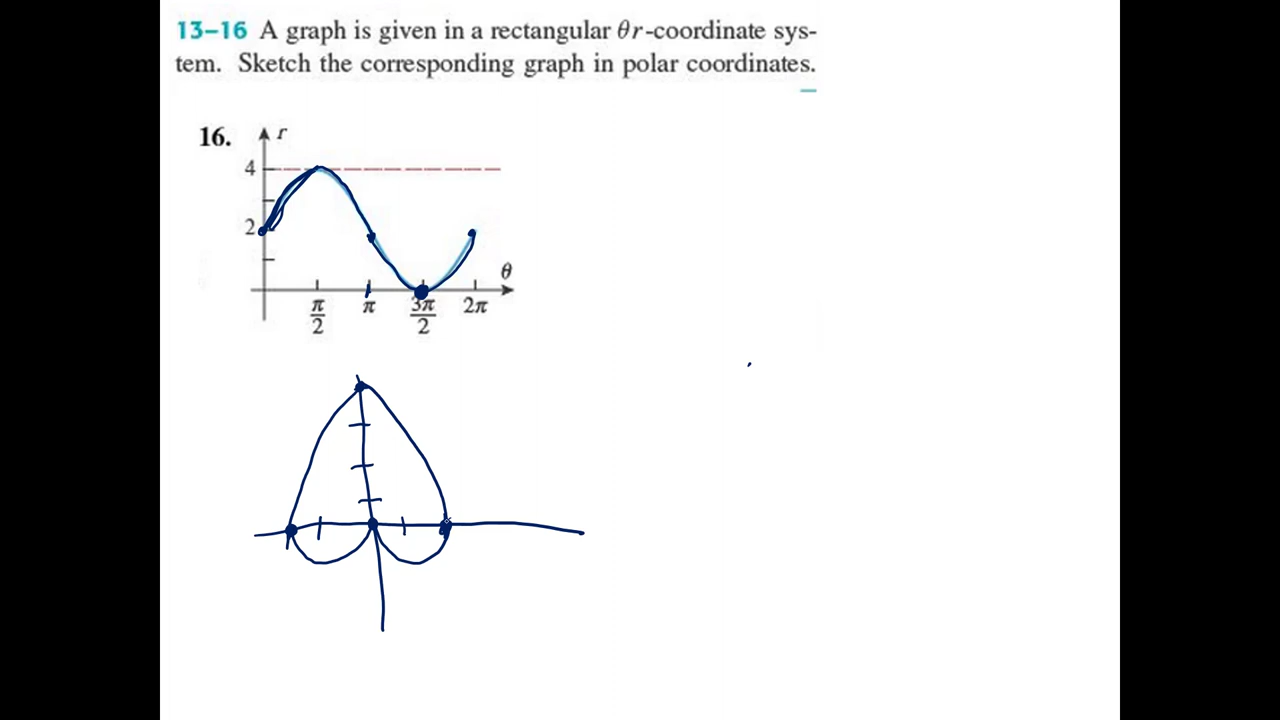 13–16 A graph is given in a rectangular θr-coordinate sys-
tem. Sketch the corresponding graph in polar coordinates.
16.
r
4
2
θ
π/2 π 3π/2 2π